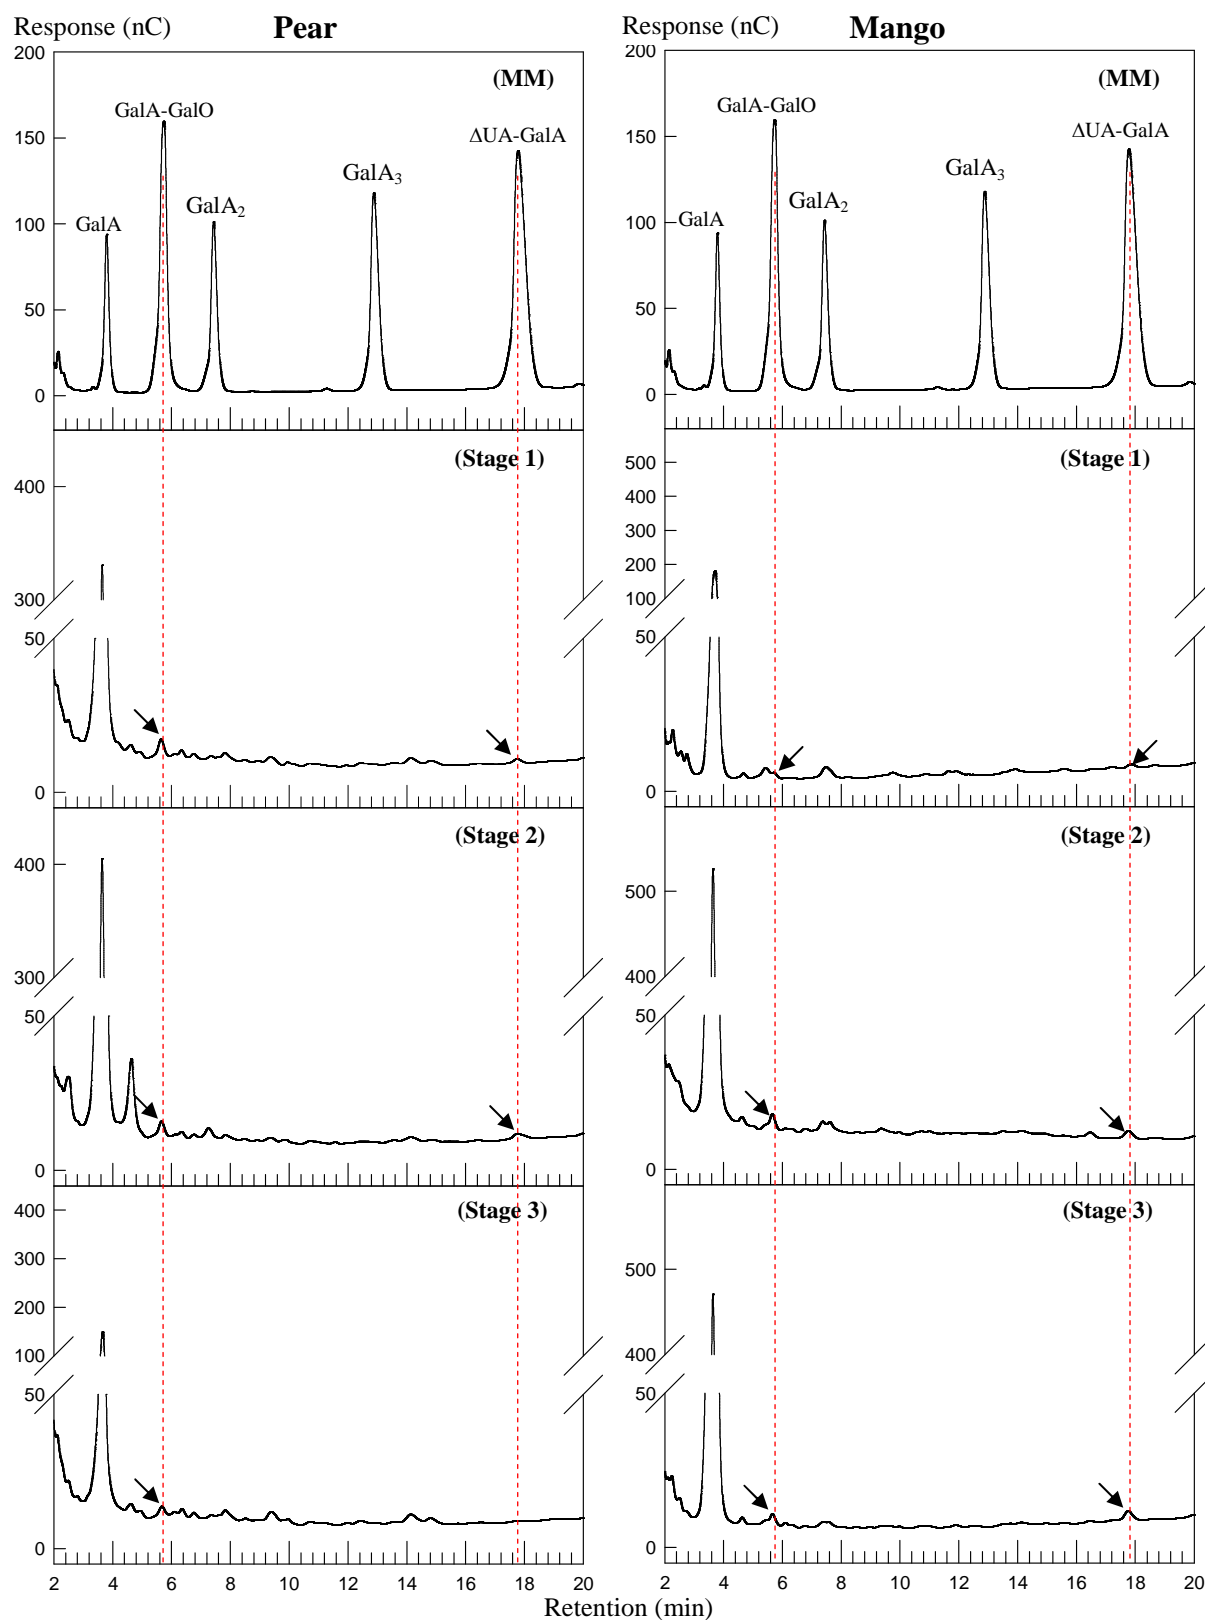 Response (nC) Pear
200
(MM)
GalA-GalO
ΔUA-GalA
150
GalA₃
GalA GalA₂
100
50
0
(Stage 1)
400
300
50
0
(Stage 2)
400
300
50
0
(Stage 3)
400
300
200
100
50
0
2 4 6 8 10 12 14 16 18 20
Response (nC) Mango
200
(MM)
GalA-GalO
ΔUA-GalA
150
GalA₃
GalA GalA₂
100
50
0
(Stage 1)
500
400
300
200
100
50
0
(Stage 2)
500
400
50
0
(Stage 3)
500
400
50
0
2 4 6 8 10 12 14 16 18 20
Retention (min)